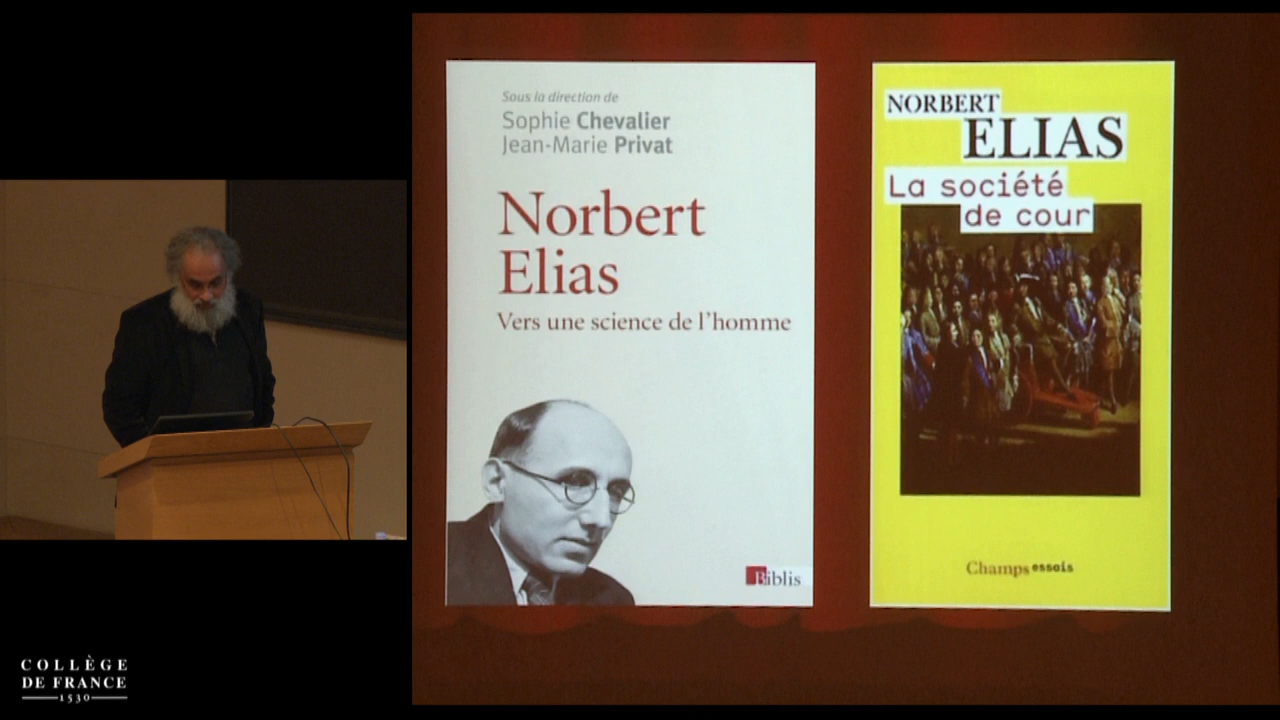 Sous la direction de
Sophie Chevalier
Jean-Marie Privat
Norbert
Elias
Vers une science de l'homme
Biblis
NORBERT
ELIAS
La société
de cour
Champs essais
COLLÈGE
DE FRANCE
1530